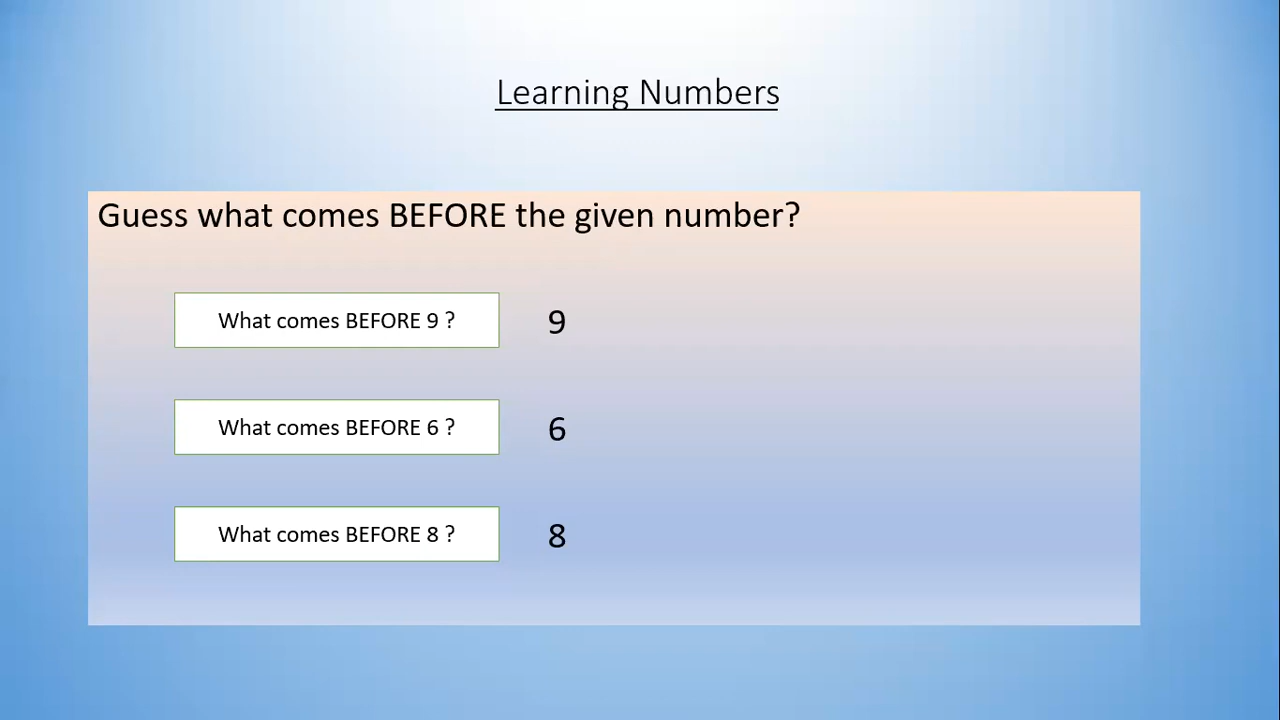 Learning Numbers
Guess what comes BEFORE the given number?
What comes BEFORE 9 ? 9
What comes BEFORE 6 ? 6
What comes BEFORE 8 ? 8